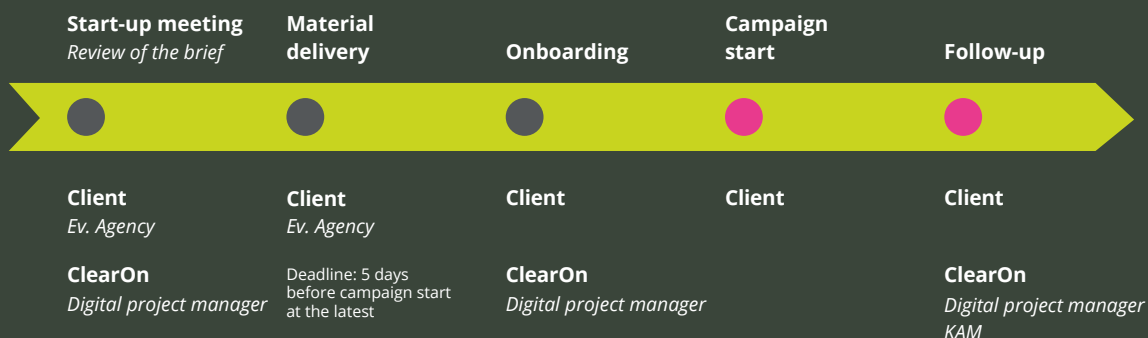 Start-up meeting
Review of the brief
Material
delivery
Onboarding
Campaign
start
Follow-up
Client
Ev. Agency
ClearOn
Digital project manager
Client
Ev. Agency
Deadline: 5 days
before campaign start
at the latest
Client
ClearOn
Digital project manager
Client
Client
ClearOn
Digital project manager
KAM